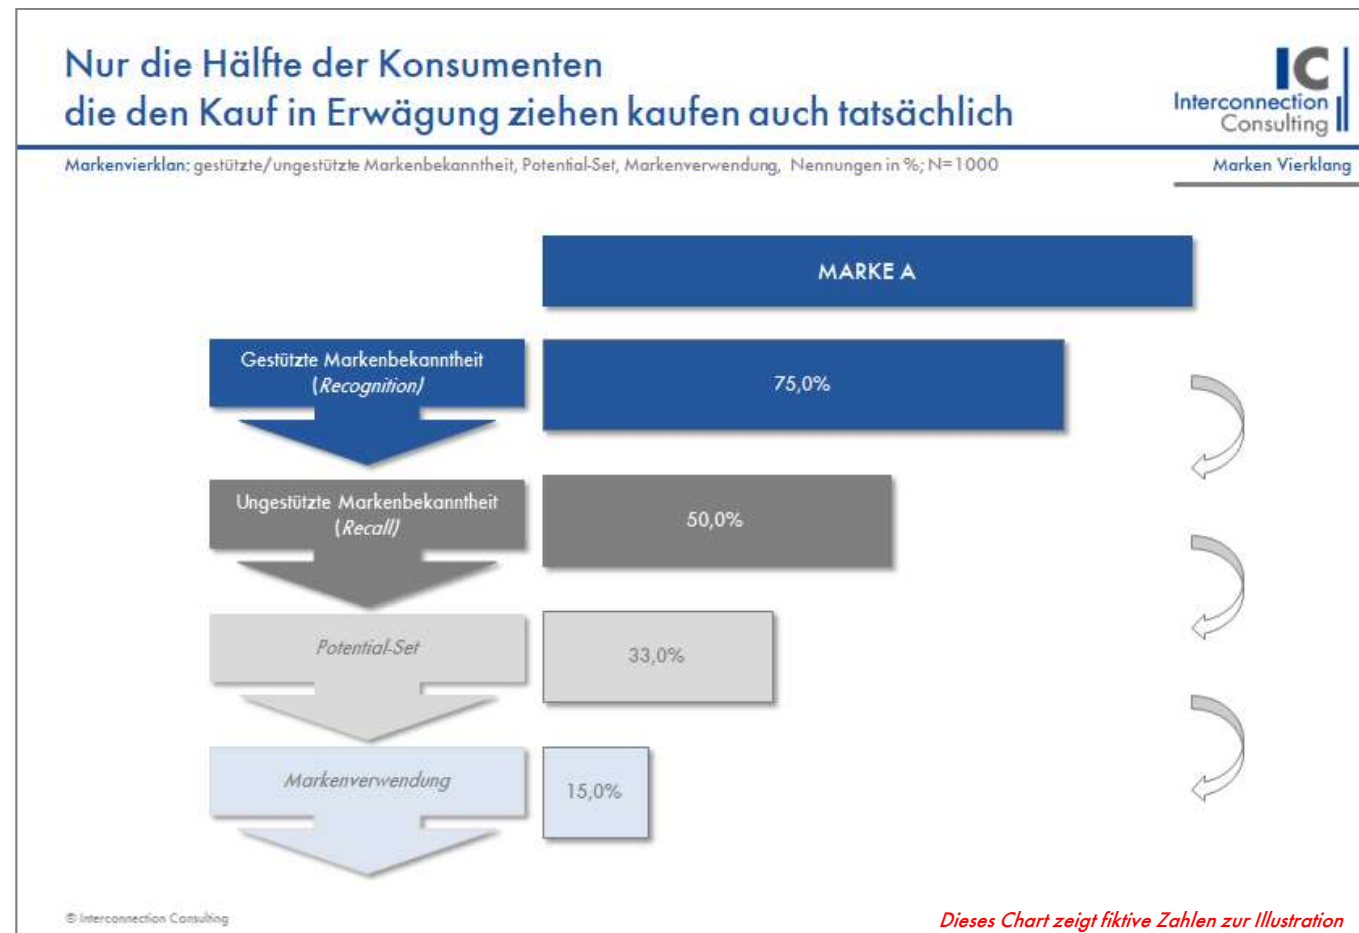 Nur die Hälfte der Konsumenten
die den Kauf in Erwägung ziehen kaufen auch tatsächlich
IC
Interconnection
Consulting
Markenvierklan: gestützte/ungestützte Markenbekanntheit, Potential-Set, Markenverwendung, Nennungen in %; N=1000
Marken Vierklang
MARKE A
Gestützte Markenbekanntheit
(Recognition)
75,0%
Ungestützte Markenbekanntheit
(Recall)
50,0%
Potential-Set
33,0%
Markenverwendung
15,0%
© Interconnection Consulting
Dieses Chart zeigt fiktive Zahlen zur Illustration